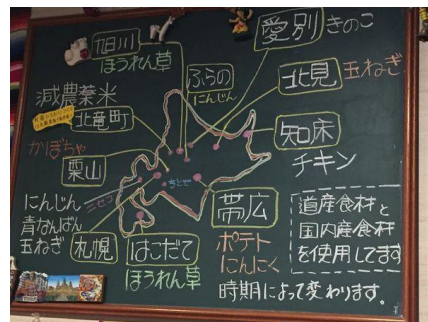 旭川
ほうれん草
愛別 きのこ
ふらの
にんじん
北見 玉ねぎ
減農薬米
北竜町
かぼちゃ
栗山
知床
チキン
ニセコ
ちとせ
にんじん
青なんばん
玉ねぎ
札幌
はこだて
ほうれん草
帯広
ポテト
にんにく
道産食材と
国内産食材
を使用してます
時期によって変わります。